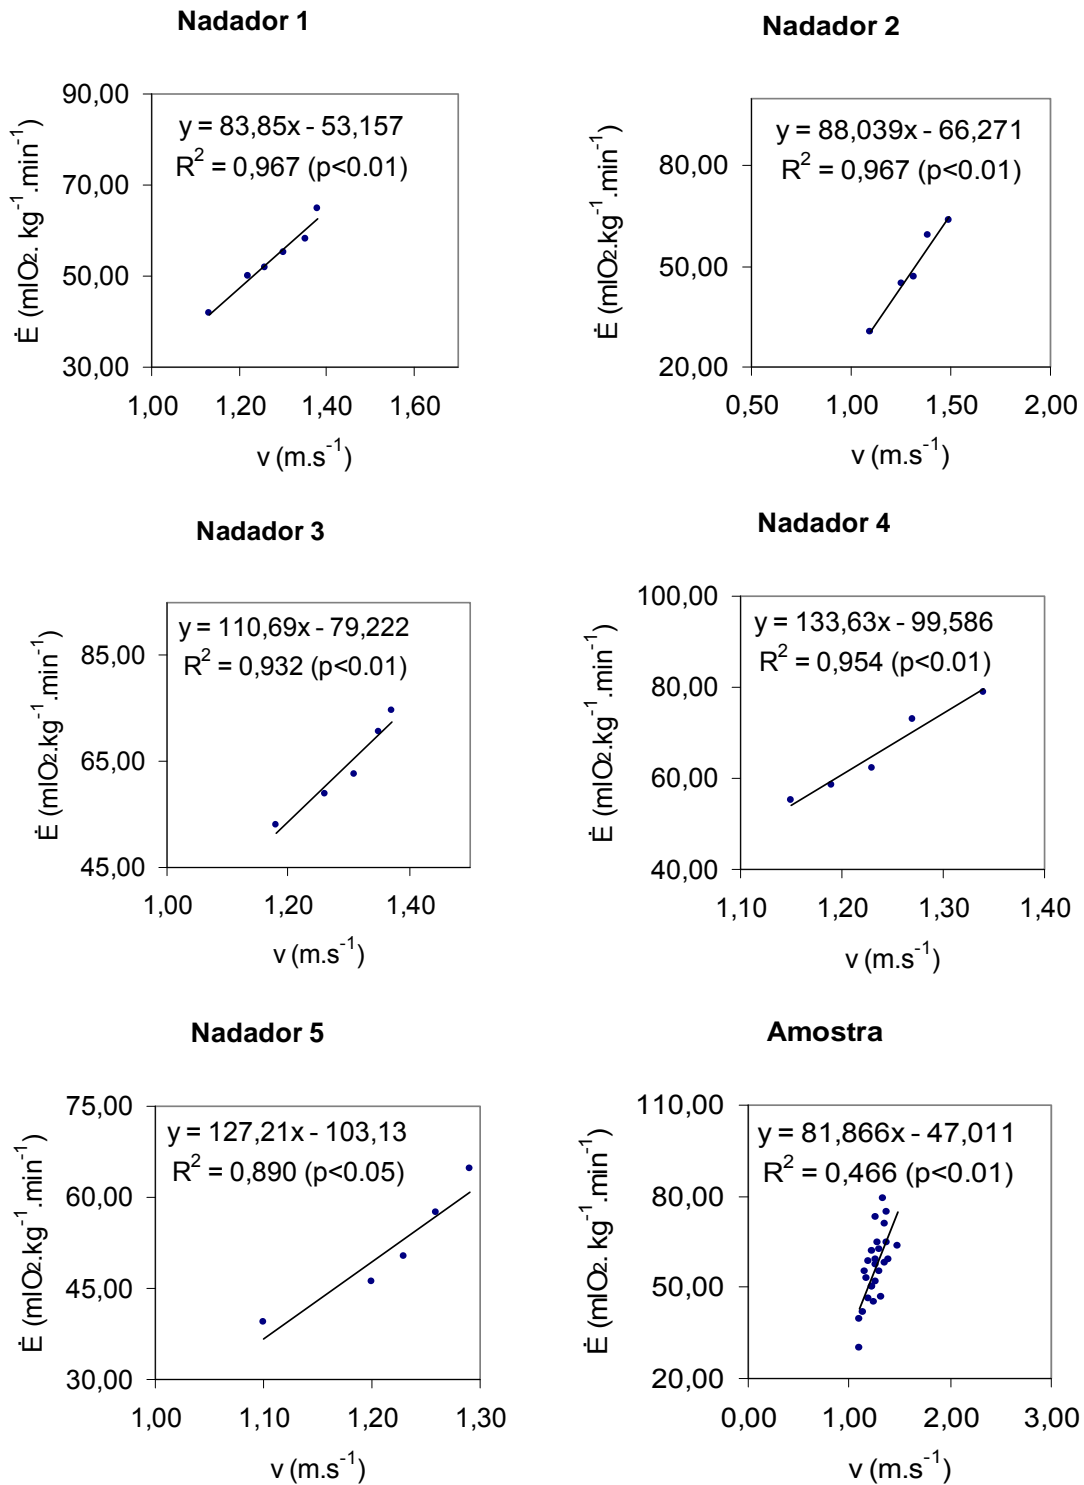 Nadador 1
90,00
70,00
50,00
30,00
y = 83,85x - 53,157
R² = 0,967 (p<0.01)
Ė (mlO2. kg-1.min-1)
1,00 1,20 1,40 1,60
v (m.s-1)
Nadador 2
80,00
50,00
20,00
y = 88,039x - 66,271
R² = 0,967 (p<0.01)
Ė (mlO2.kg-1.min-1)
0,50 1,00 1,50 2,00
v (m.s-1)
Nadador 3
85,00
65,00
45,00
y = 110,69x - 79,222
R² = 0,932 (p<0.01)
Ė (mlO2.kg-1.min-1)
1,00 1,20 1,40
v (m.s-1)
Nadador 4
100,00
80,00
60,00
40,00
y = 133,63x - 99,586
R² = 0,954 (p<0.01)
Ė (mlO2.kg-1.min-1)
1,10 1,20 1,30 1,40
v (m.s-1)
Nadador 5
75,00
60,00
45,00
30,00
y = 127,21x - 103,13
R² = 0,890 (p<0.05)
Ė (mlO2.kg-1.min-1)
1,00 1,10 1,20 1,30
v (m.s-1)
Amostra
110,00
80,00
50,00
20,00
y = 81,866x - 47,011
R² = 0,466 (p<0.01)
Ė (mlO2. kg-1.min-1)
0,00 1,00 2,00 3,00
v (m.s-1)